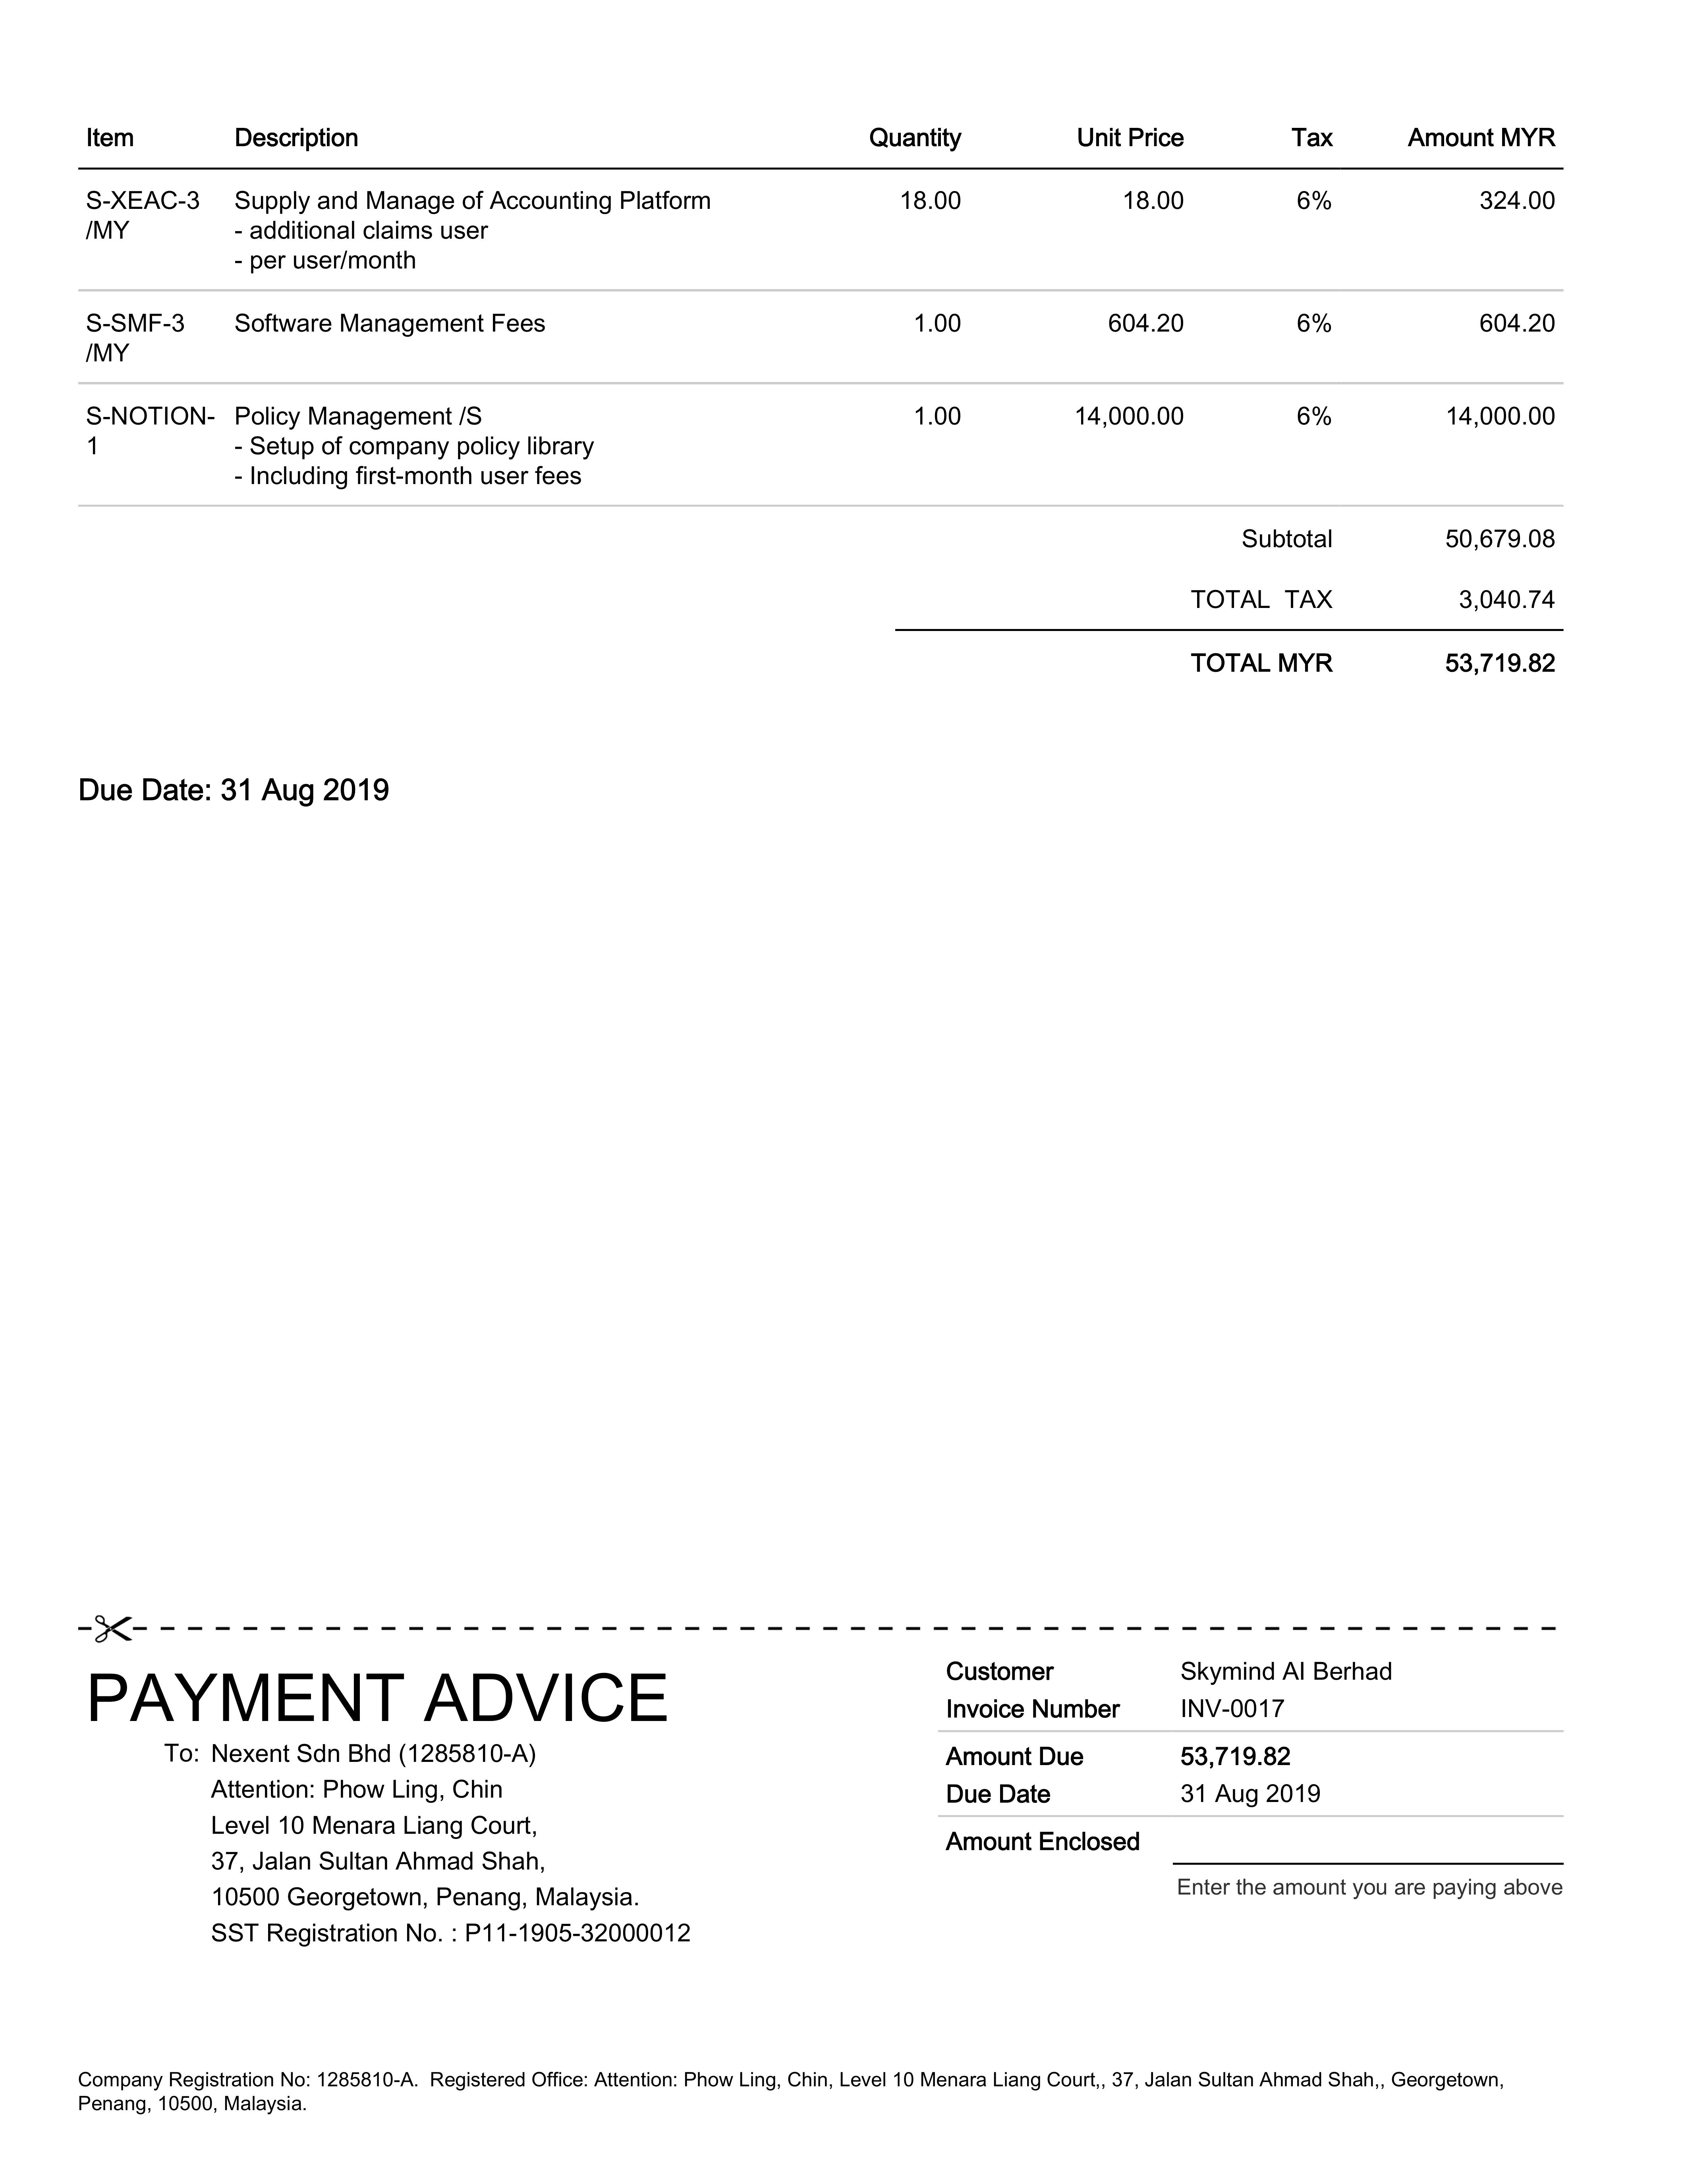 Item Description Quantity Unit Price Tax Amount MYR
S-XEAC-3 Supply and Manage of Accounting Platform 18.00 18.00 6% 324.00
/MY - additional claims user
- per user/month
S-SMF-3 Software Management Fees 1.00 604.20 6% 604.20
/MY
S-NOTION- Policy Management /S 1.00 14,000.00 6% 14,000.00
1 - Setup of company policy library
- Including first-month user fees
Subtotal 50,679.08
TOTAL TAX 3,040.74
TOTAL MYR 53,719.82
Due Date: 31 Aug 2019
PAYMENT ADVICE
To: Nexent Sdn Bhd (1285810-A)
Attention: Phow Ling, Chin
Level 10 Menara Liang Court,
37, Jalan Sultan Ahmad Shah,
10500 Georgetown, Penang, Malaysia.
SST Registration No. : P11-1905-32000012
Customer Skymind AI Berhad
Invoice Number INV-0017
Amount Due 53,719.82
Due Date 31 Aug 2019
Amount Enclosed
Enter the amount you are paying above
Company Registration No: 1285810-A. Registered Office: Attention: Phow Ling, Chin, Level 10 Menara Liang Court,, 37, Jalan Sultan Ahmad Shah,, Georgetown,
Penang, 10500, Malaysia.